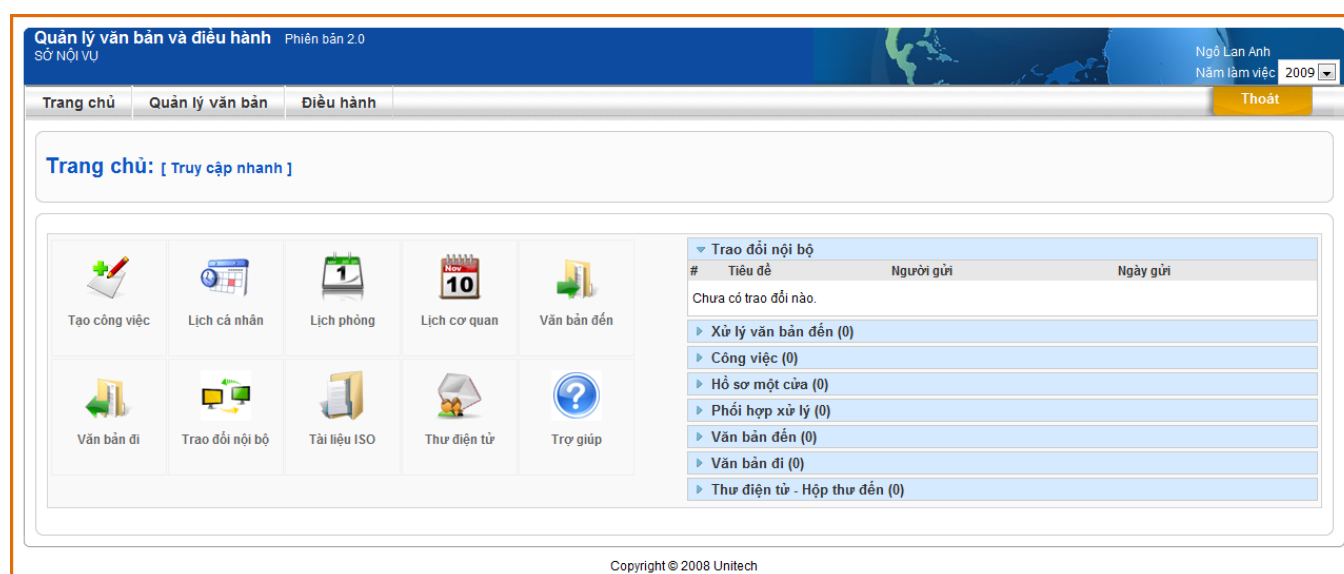 Quản lý văn bản và điều hành Phiên bản 2.0
SỞ NỘI VỤ
Ngô Lan Anh
Năm làm việc 2009
Trang chủ Quản lý văn bản Điều hành Thoát
Trang chủ: [ Truy cập nhanh ]
Tạo công việc Lịch cá nhân Lịch phòng Lịch cơ quan Văn bản đến
1
Nov
10
Văn bản đi Trao đổi nội bộ Tài liệu ISO Thư điện tử Trợ giúp
?
Trao đổi nội bộ
# Tiêu đề Người gửi Ngày gửi
Chưa có trao đổi nào.
Xử lý văn bản đến (0)
Công việc (0)
Hồ sơ một cửa (0)
Phối hợp xử lý (0)
Văn bản đến (0)
Văn bản đi (0)
Thư điện tử - Hộp thư đến (0)
Copyright © 2008 Unitech